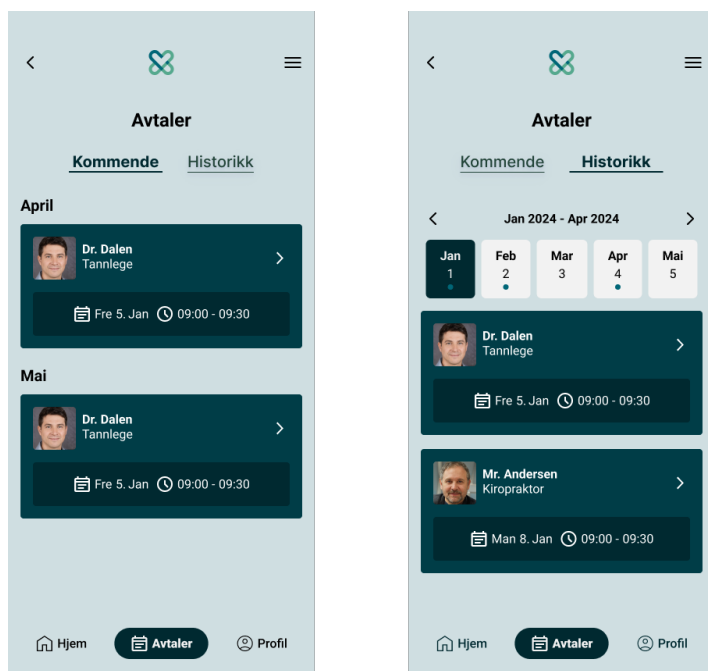 Avtaler
Kommende Historikk
April
Dr. Dalen
Tannlege
Fre 5. Jan 09:00 - 09:30
Mai
Dr. Dalen
Tannlege
Fre 5. Jan 09:00 - 09:30
Hjem Avtaler Profil
Avtaler
Kommende Historikk
Jan 2024 - Apr 2024
Jan Feb Mar Apr Mai
1 2 3 4 5
Dr. Dalen
Tannlege
Fre 5. Jan 09:00 - 09:30
Mr. Andersen
Kiropraktor
Man 8. Jan 09:00 - 09:30
Hjem Avtaler Profil